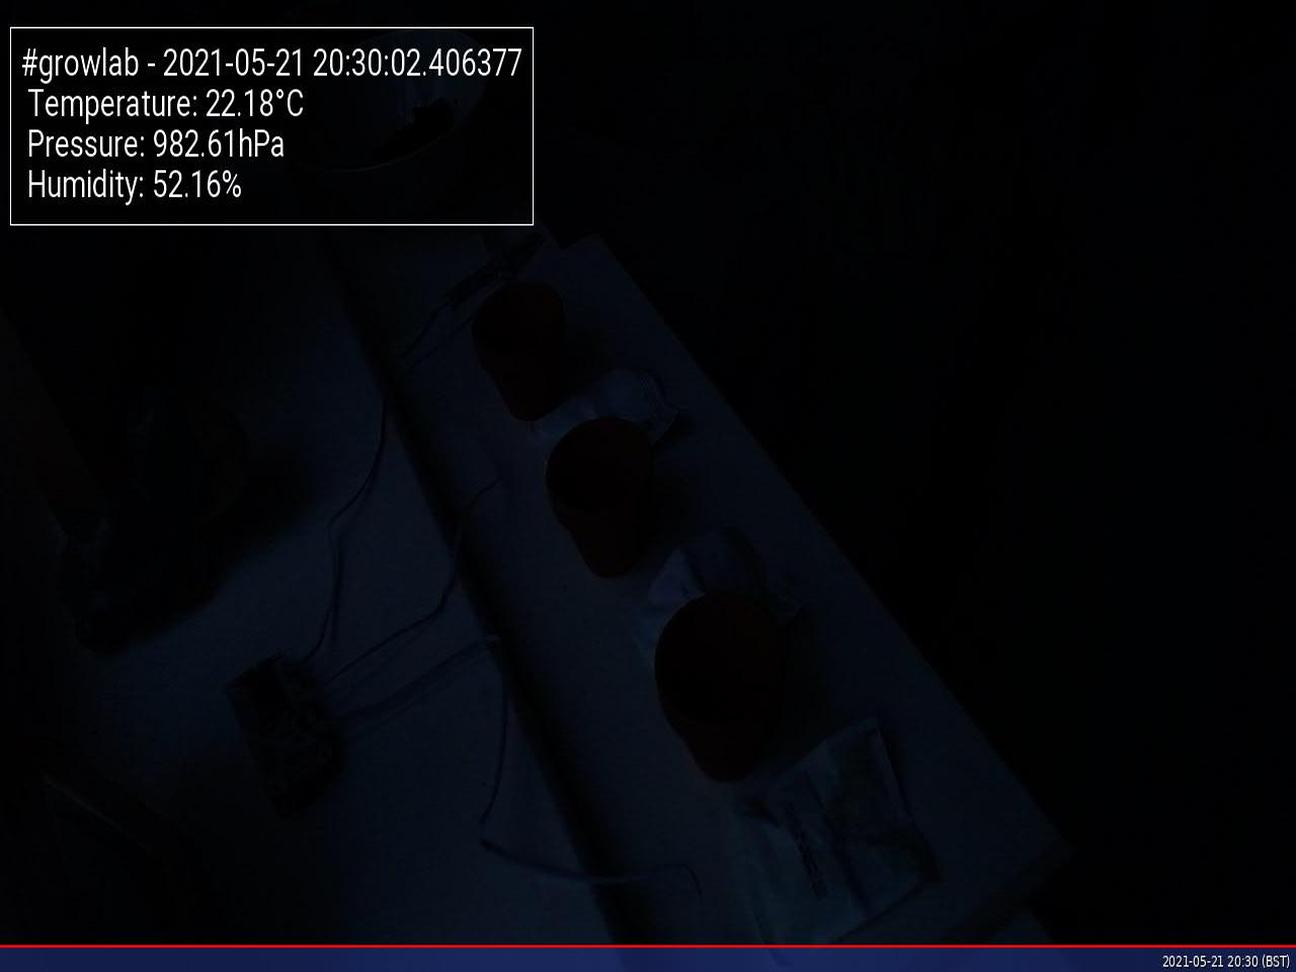 #growlab - 2021-05-21 20:30:02.406377
Temperature: 22.18°C
Pressure: 982.61hPa
Humidity: 52.16%
2021-05-21 20:30 (BST)